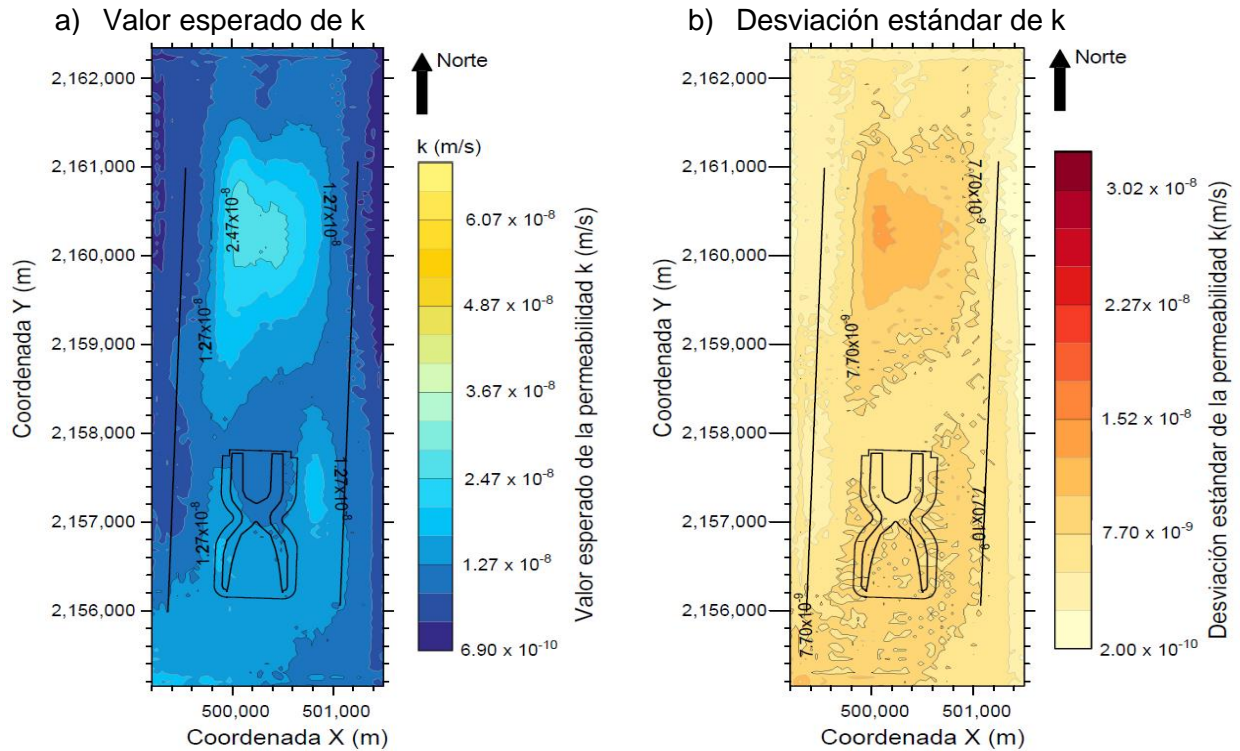 a) Valor esperado de k
Norte
2,162,000
2,161,000
2,160,000
2,159,000
2,158,000
2,157,000
2,156,000
Coordenada Y (m)
500,000 501,000
Coordenada X (m)
2.47x10-8
1.27x10-8
1.27x10-8
1.27x10-8
1.27x10-8
k (m/s)
6.07 x 10-8
4.87 x 10-8
3.67 x 10-8
2.47 x 10-8
1.27 x 10-8
6.90 x 10-10
Valor esperado de la permeabilidad k (m/s)
b) Desviación estándar de k
Norte
2,162,000
2,161,000
2,160,000
2,159,000
2,158,000
2,157,000
2,156,000
Coordenada Y (m)
500,000 501,000
Coordenada X (m)
7.70x10-9
7.70x10-9
7.70x10-9
7.70x10-9
3.02 x 10-8
2.27 x 10-8
1.52 x 10-8
7.70 x 10-9
2.00 x 10-10
Desviación estándar de la permeabilidad k(m/s)